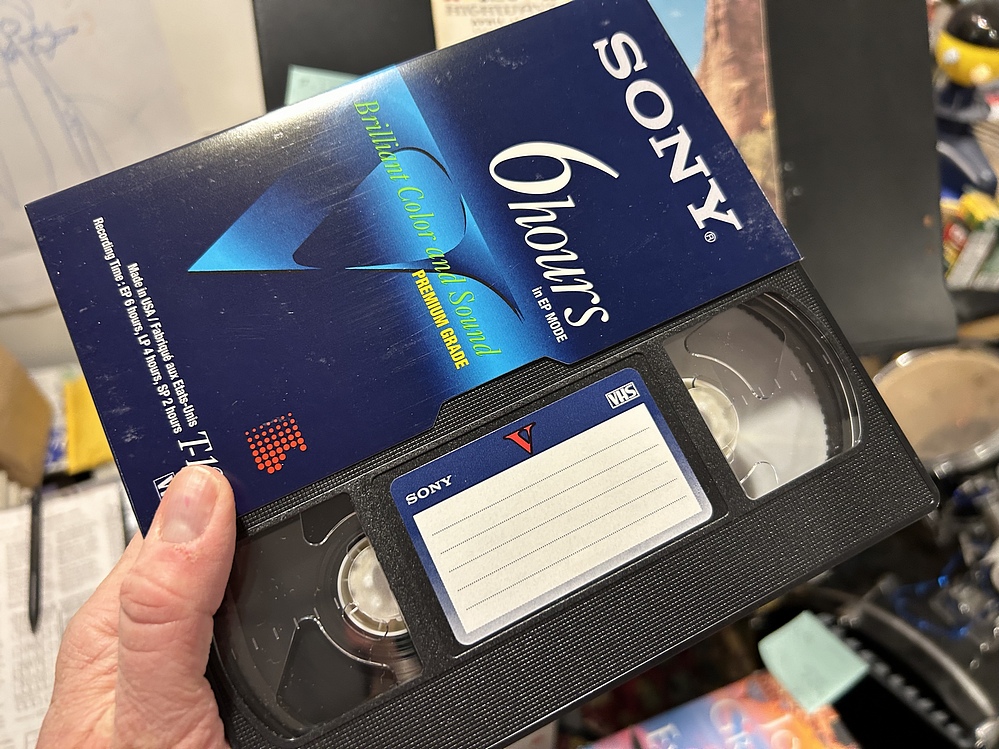 SONY®
6hours
in EP MODE
Brilliant Color and Sound
PREMIUM GRADE
Made in USA / Fabriqué aux Etats-Unis
Recording Time : EP 6 hours, LP 4 hours, SP 2 hours
SONY
V
VHS